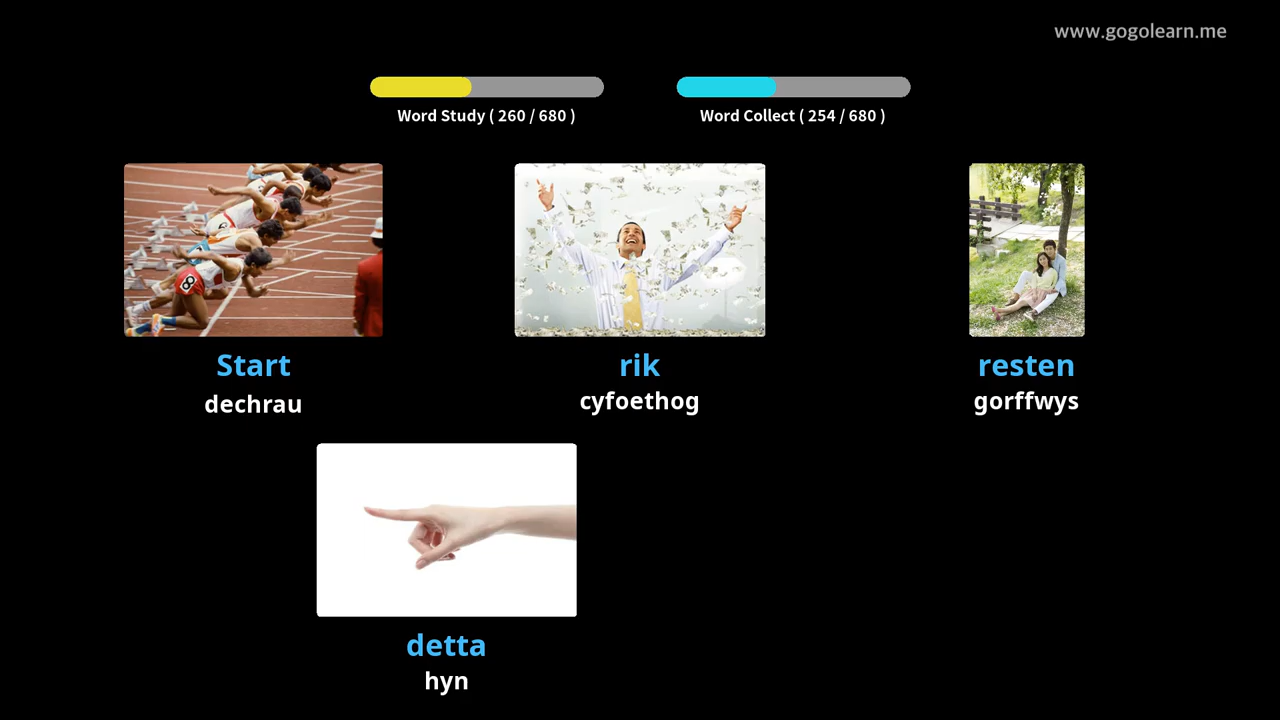 www.gogolearn.me
Word Study ( 260 / 680 )
Word Collect ( 254 / 680 )
8
Start
dechrau
rik
cyfoethog
resten
gorffwys
detta
hyn